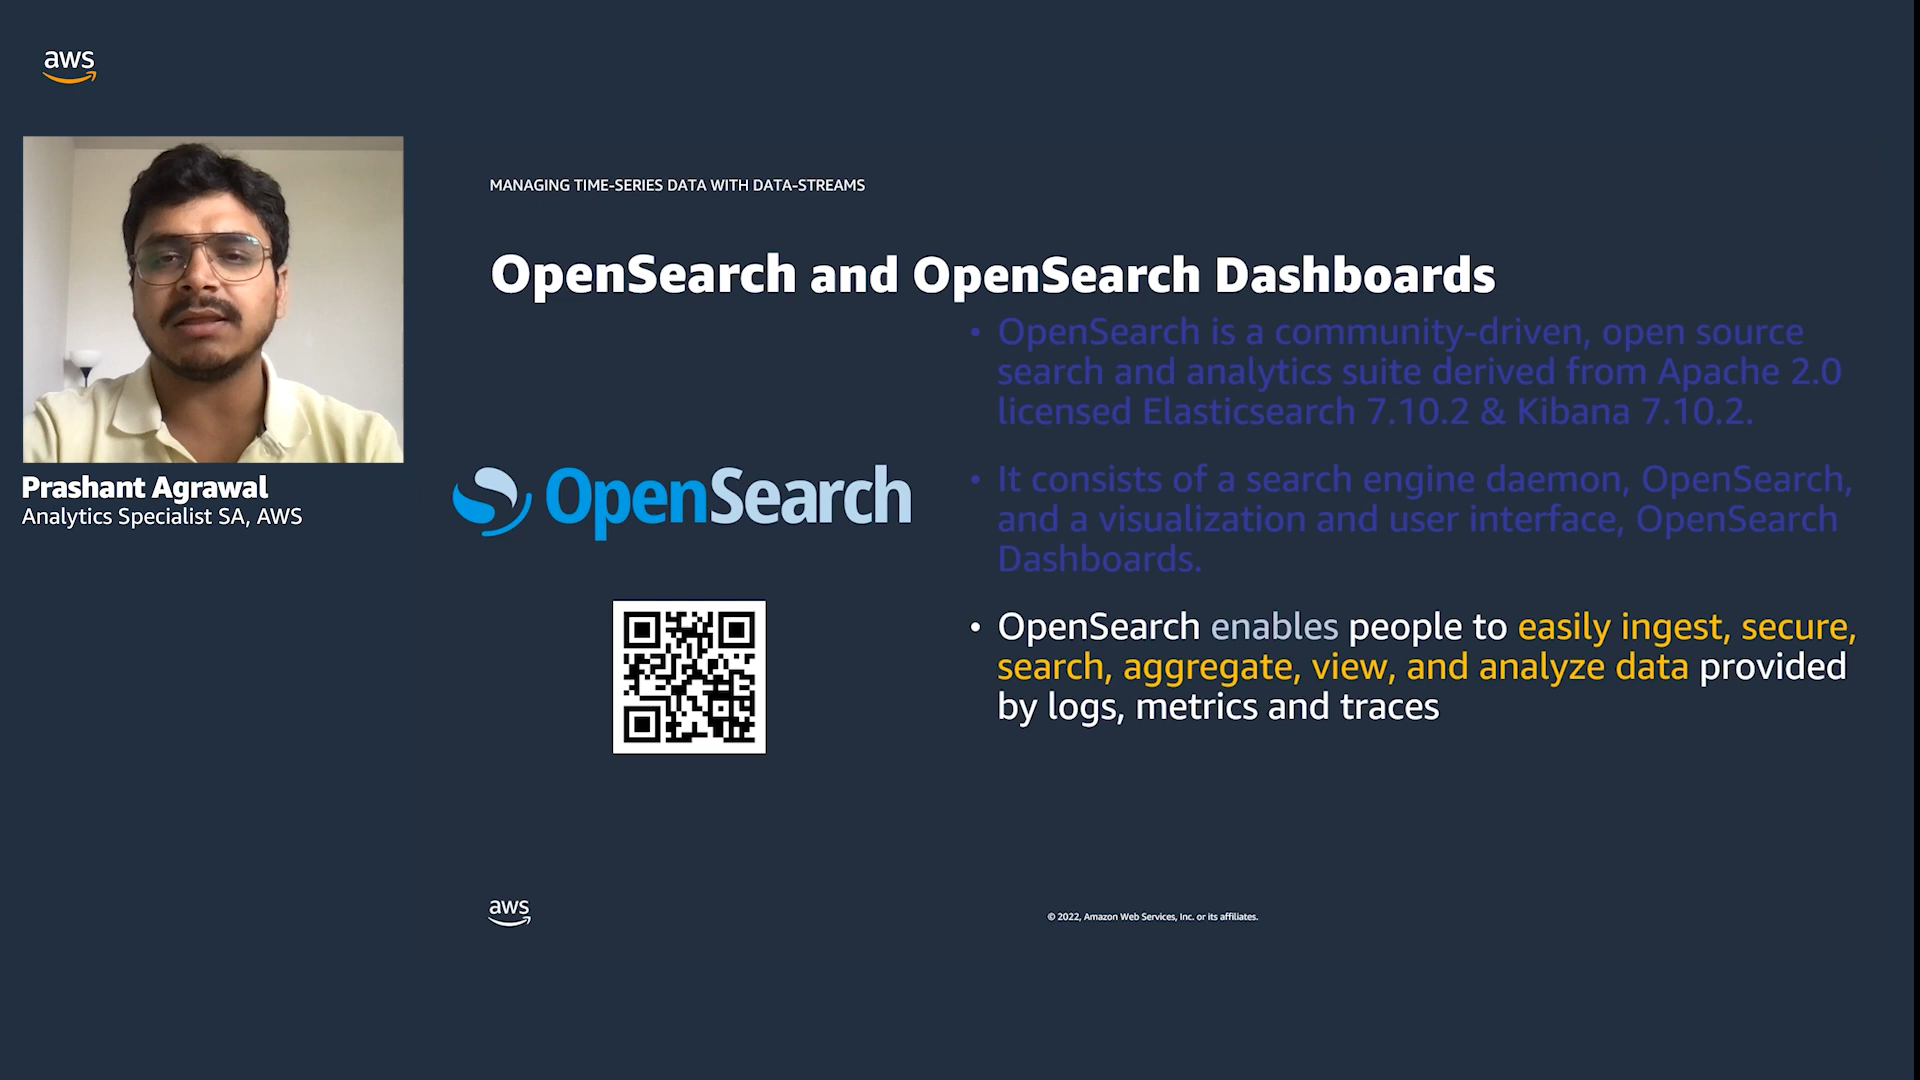 aws
MANAGING TIME-SERIES DATA WITH DATA-STREAMS
OpenSearch and OpenSearch Dashboards
• OpenSearch is a community-driven, open source
search and analytics suite derived from Apache 2.0
licensed Elasticsearch 7.10.2 & Kibana 7.10.2.
Prashant Agrawal
Analytics Specialist SA, AWS
OpenSearch
• It consists of a search engine daemon, OpenSearch,
and a visualization and user interface, OpenSearch
Dashboards.
• OpenSearch enables people to easily ingest, secure,
search, aggregate, view, and analyze data provided
by logs, metrics and traces
aws
© 2022, Amazon Web Services, Inc. or its affiliates.